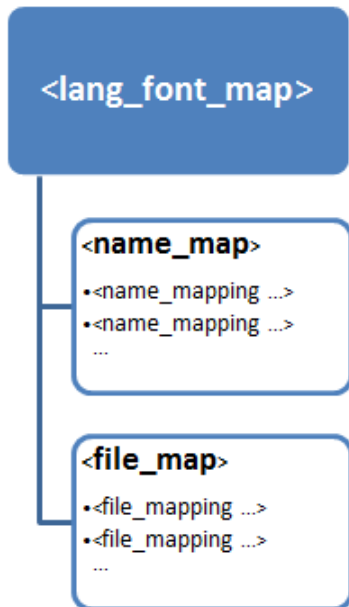 <lang_font_map>
<name_map>
•<name_mapping ...>
•<name_mapping ...>
...
<file_map>
•<file_mapping ...>
•<file_mapping ...>
...